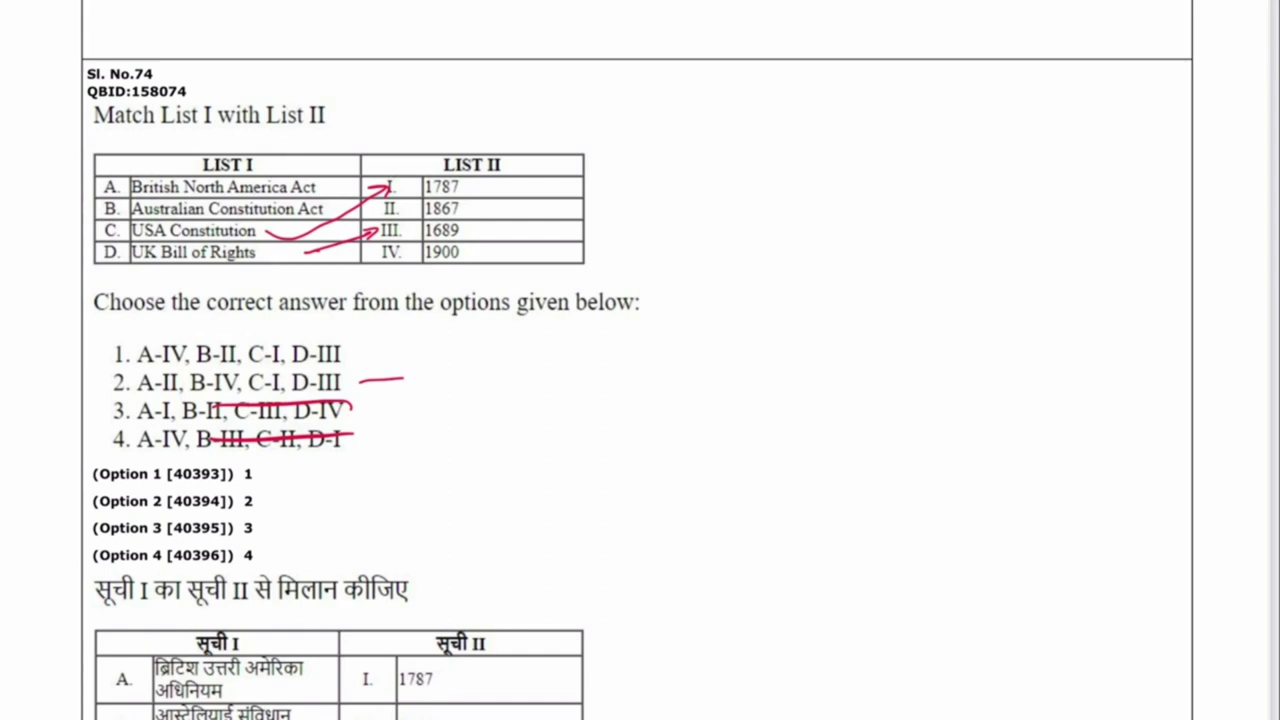 Sl. No.74
QBID:158074
Match List I with List II
LIST I LIST II
A. British North America Act I. 1787
B. Australian Constitution Act II. 1867
C. USA Constitution III. 1689
D. UK Bill of Rights IV. 1900
Choose the correct answer from the options given below:
1. A-IV, B-II, C-I, D-III
2. A-II, B-IV, C-I, D-III
3. A-I, B-II, C-III, D-IV
4. A-IV, B-III, C-II, D-I
(Option 1 [40393]) 1
(Option 2 [40394]) 2
(Option 3 [40395]) 3
(Option 4 [40396]) 4
सूची I का सूची II से मिलान कीजिए
सूची I सूची II
A. ब्रिटिश उत्तरी अमेरिका I. 1787
अधिनियम